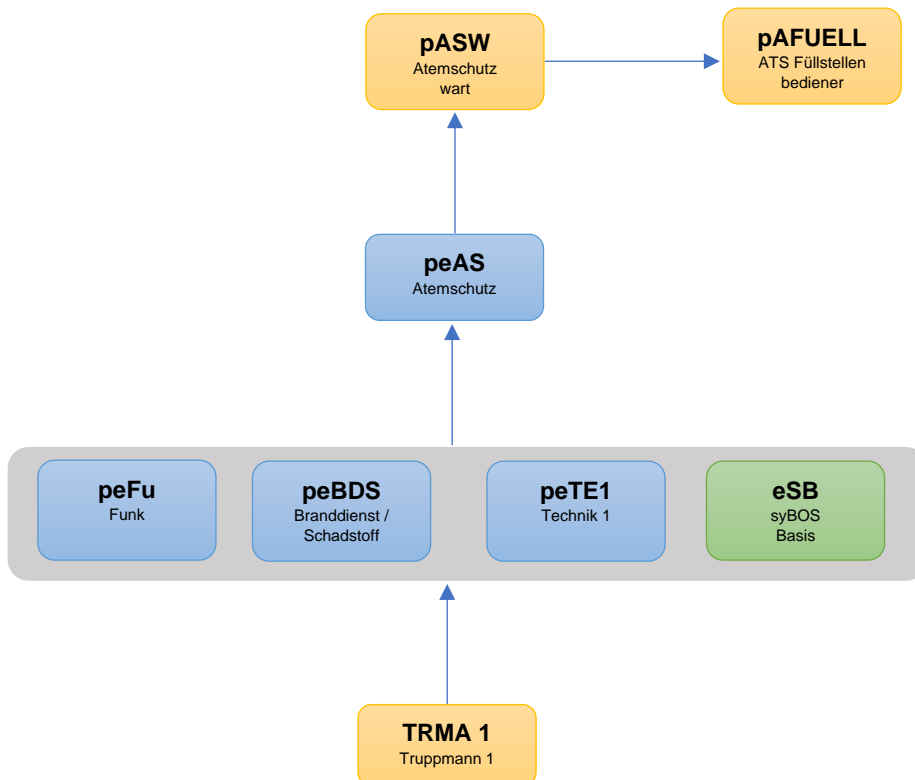 pASW
Atemschutz
wart
pAFUELL
ATS Füllstellen
bediener
peAS
Atemschutz
peFu
Funk
peBDS
Branddienst /
Schadstoff
peTE1
Technik 1
eSB
syBOS
Basis
TRMA 1
Truppmann 1